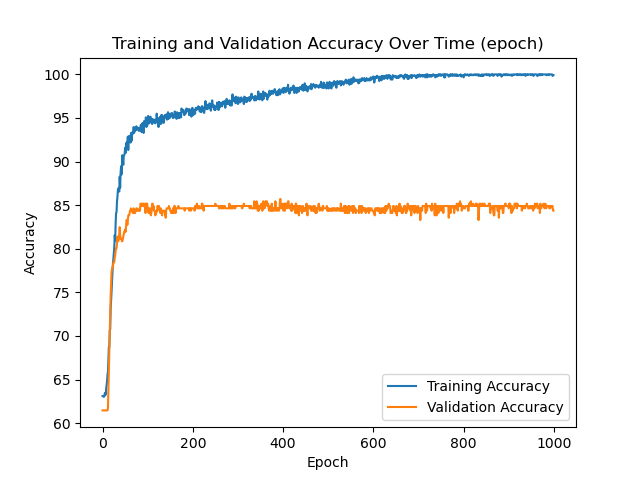 Training and Validation Accuracy Over Time (epoch)
Accuracy
100
95
90
85
80
75
70
65
60
Training Accuracy
Validation Accuracy
0 200 400 600 800 1000
Epoch